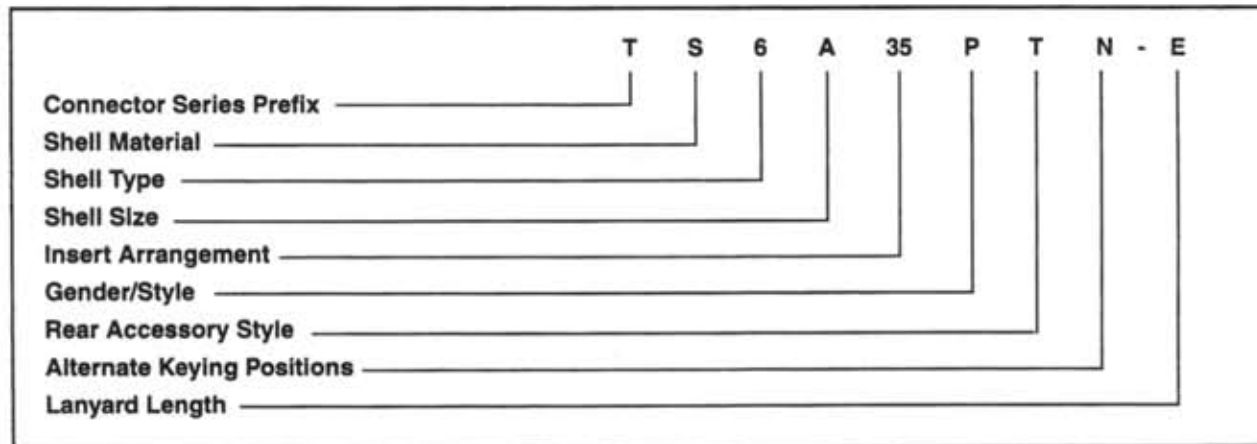 T S 6 A 35 P T N - E
Connector Series Prefix
Shell Material
Shell Type
Shell Size
Insert Arrangement
Gender/Style
Rear Accessory Style
Alternate Keying Positions
Lanyard Length